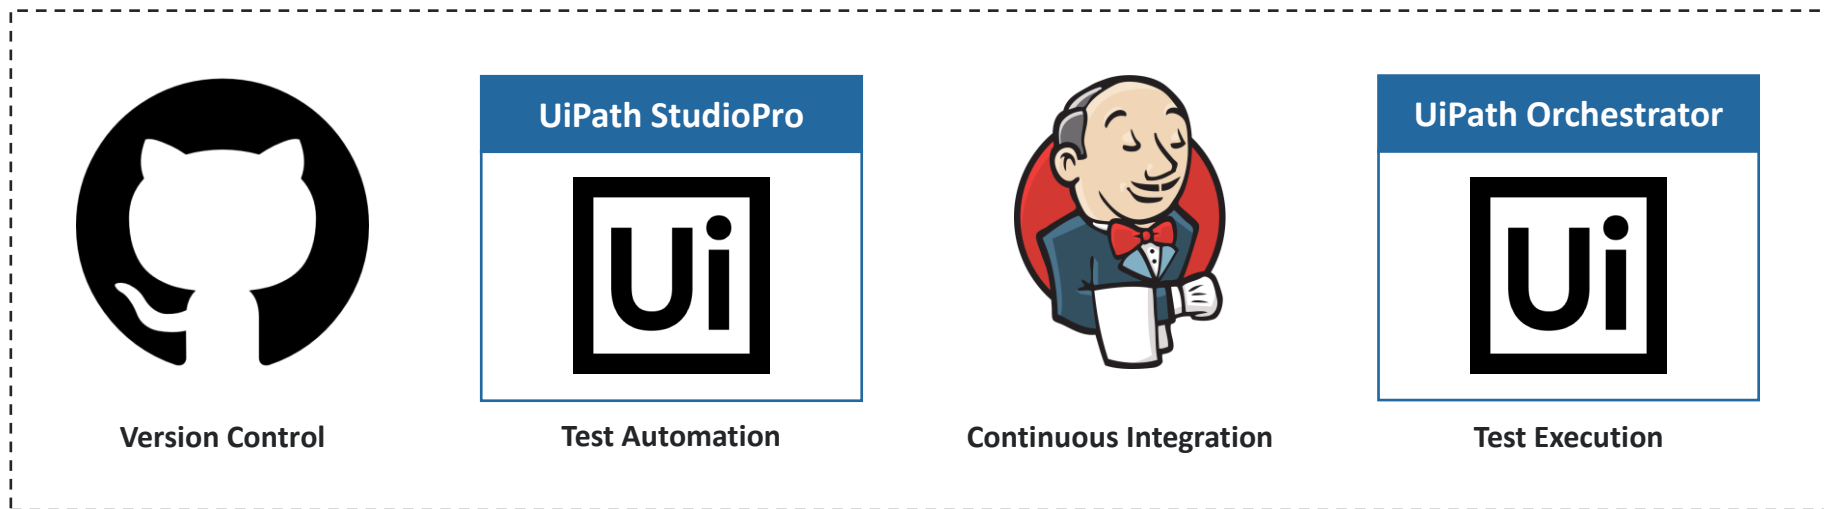 UiPath StudioPro
UiPath Orchestrator
Ui
Ui
Version Control
Test Automation
Continuous Integration
Test Execution